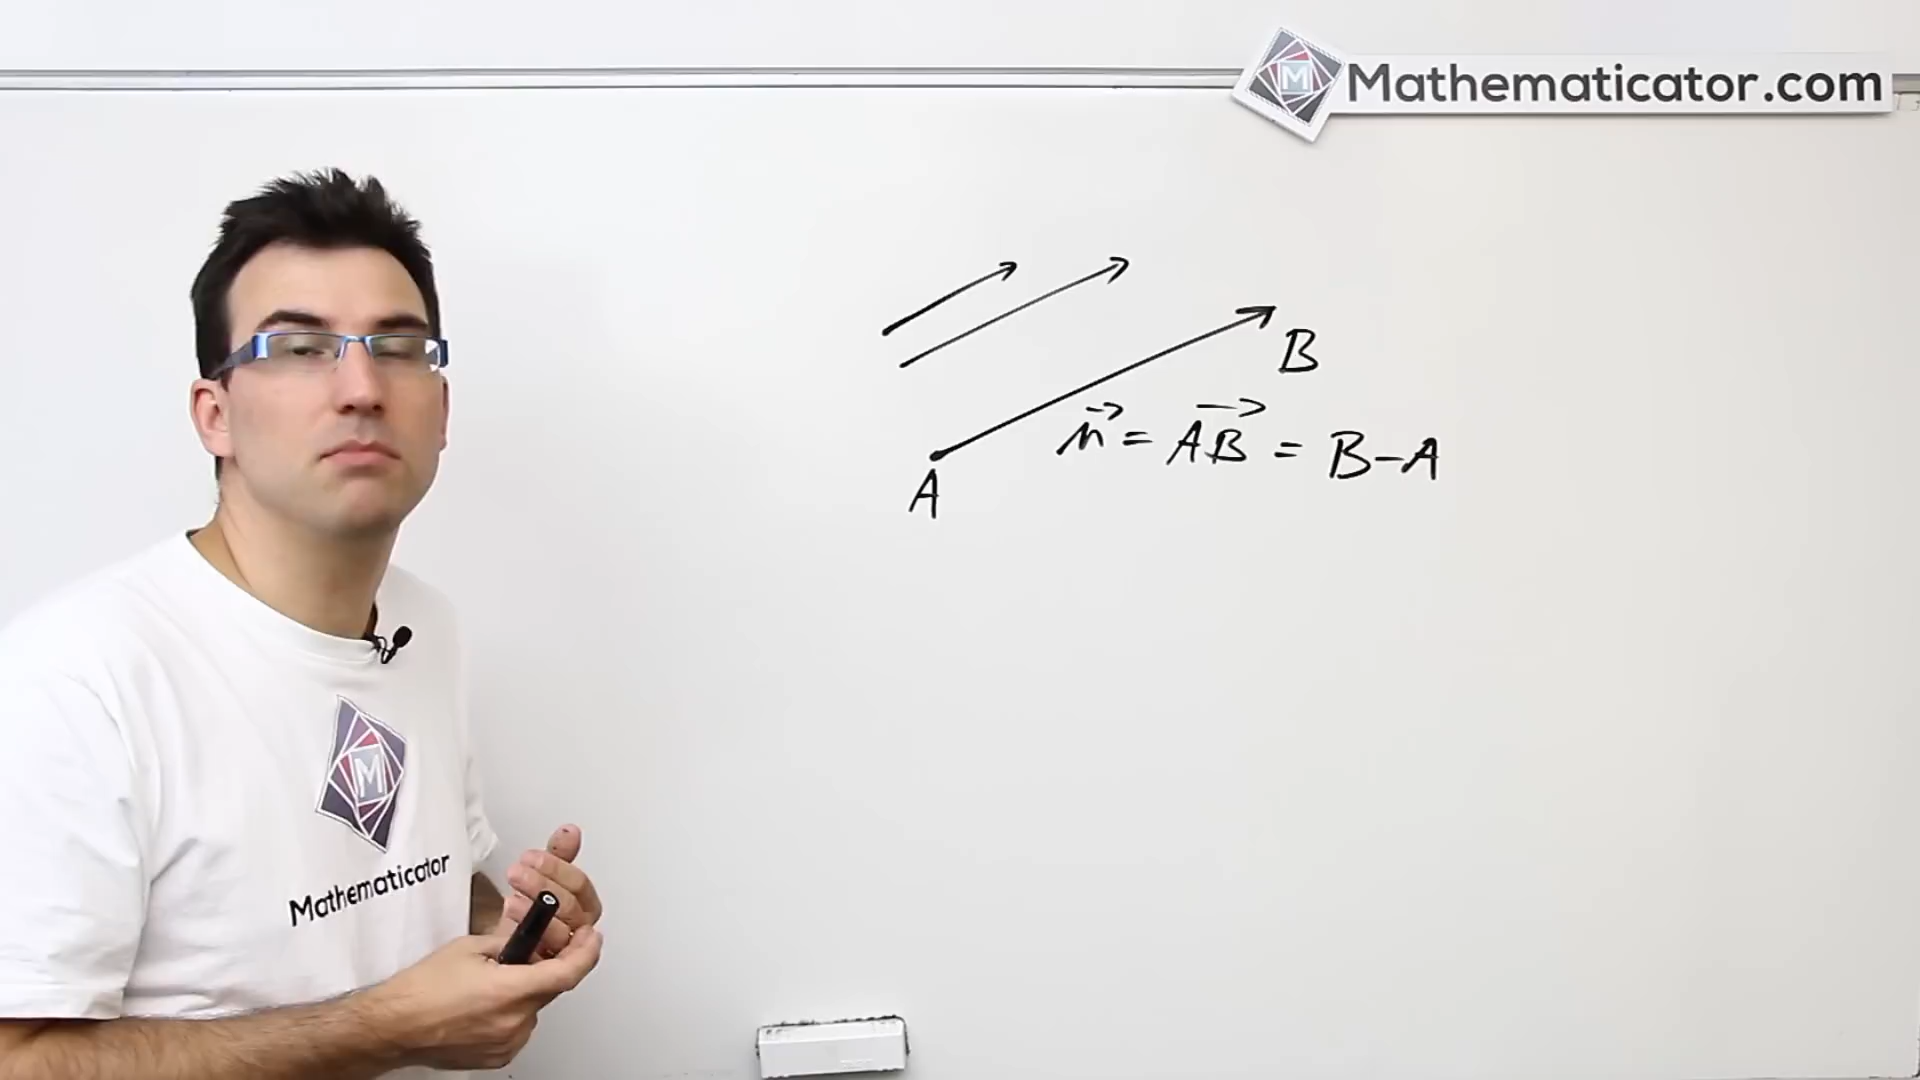 Mathematicator.com
B
u⃗ = A͞B⃗ = B-A
A
M
Mathematicator